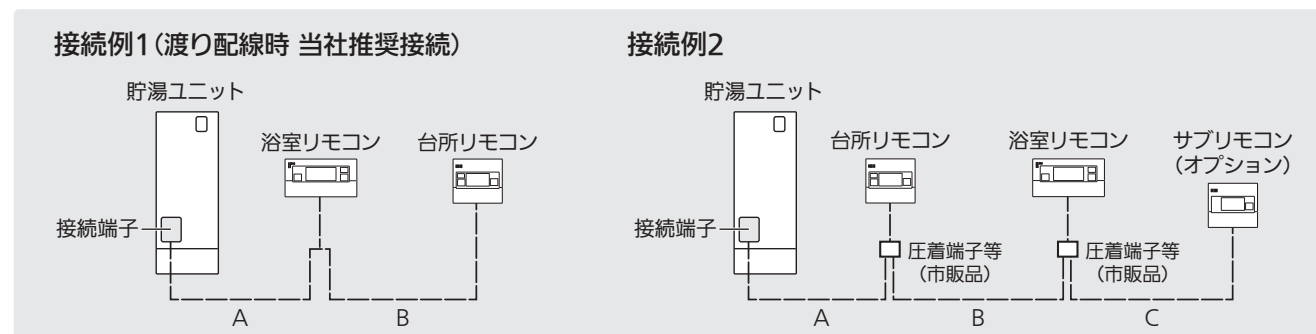 接続例1(渡り配線時 当社推奨接続)
貯湯ユニット
浴室リモコン
台所リモコン
接続端子
A
B
接続例2
貯湯ユニット
台所リモコン
浴室リモコン
サブリモコン
(オプション)
接続端子
圧着端子等
(市販品)
圧着端子等
(市販品)
A
B
C